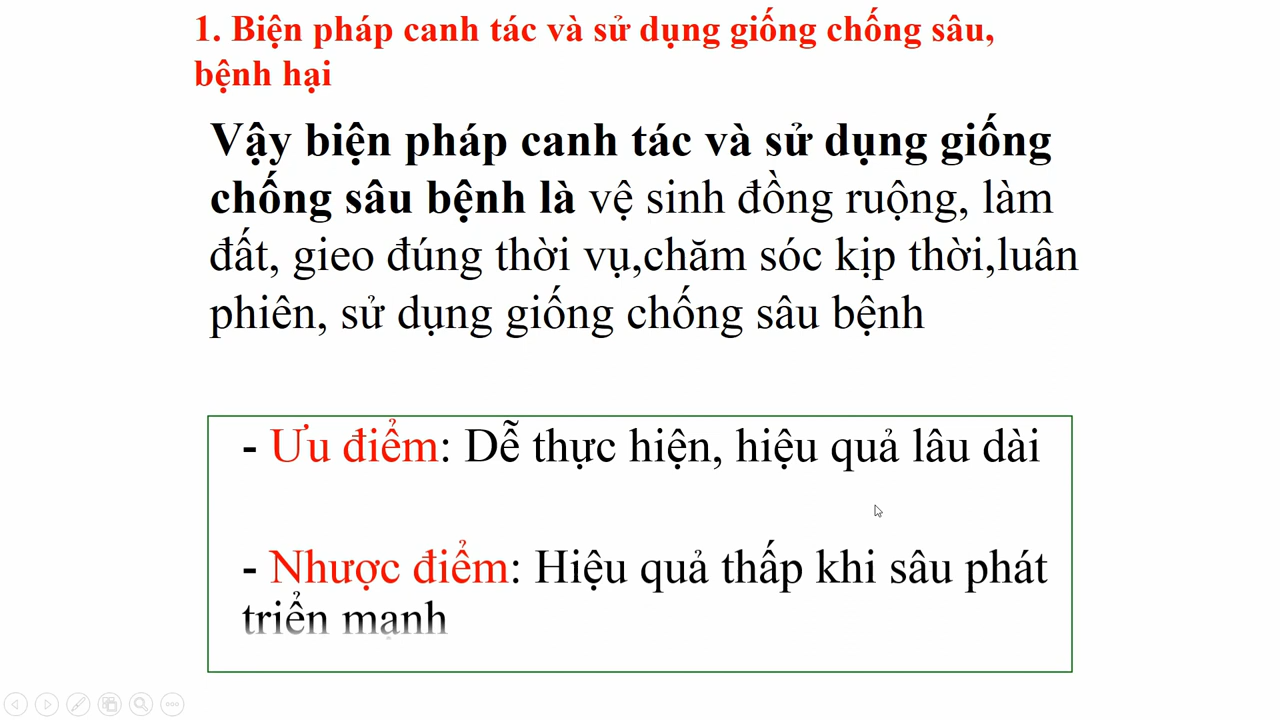 1. Biện pháp canh tác và sử dụng giống chống sâu,
bệnh hại
Vậy biện pháp canh tác và sử dụng giống
chống sâu bệnh là vệ sinh đồng ruộng, làm
đất, gieo đúng thời vụ,chăm sóc kịp thời,luân
phiên, sử dụng giống chống sâu bệnh
- Ưu điểm: Dễ thực hiện, hiệu quả lâu dài
- Nhược điểm: Hiệu quả thấp khi sâu phát
triển mạnh